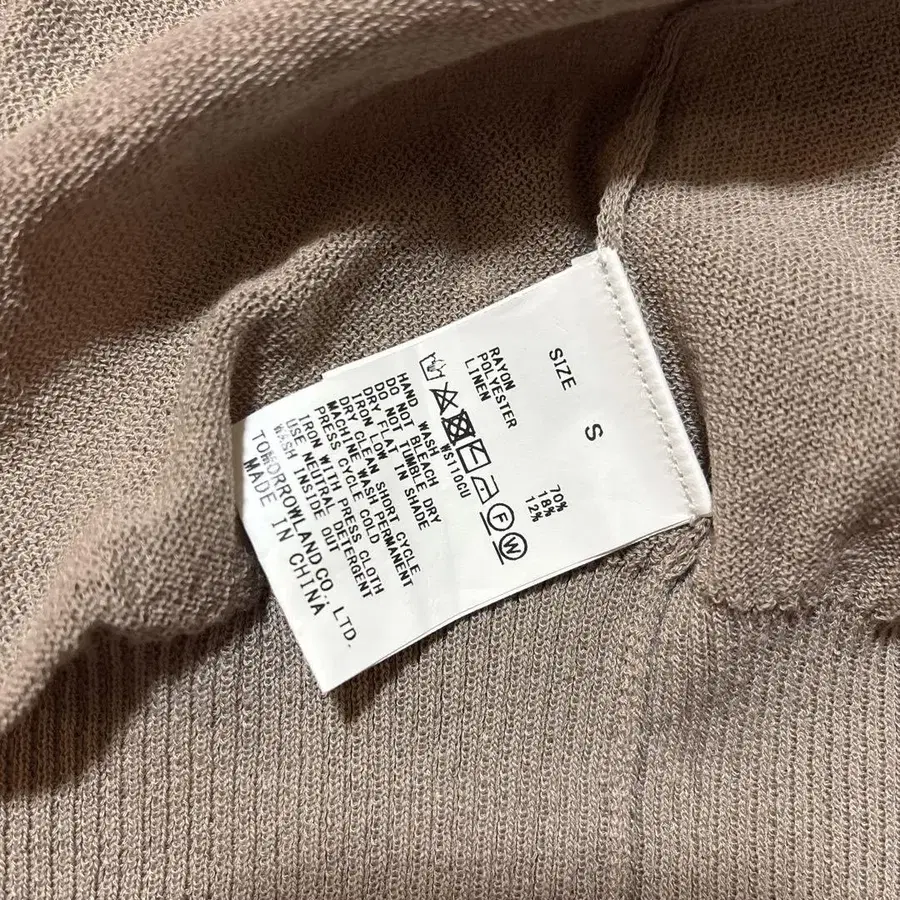 SIZE S
RAYON 70%
POLYESTER 18%
LINEN 12%
F W
WS110GU
HAND WASH
DO NOT BLEACH
DO NOT TUMBLE DRY
DRY FLAT IN SHADE
IRON LOW
DRY CLEAN SHORT CYCLE
MACHINE WASH PERMANENT
PRESS CYCLE COLD
IRON WITH PRESS CLOTH
USE NEUTRAL DETERGENT
WASH INSIDE OUT
TOMORROWLAND CO., LTD.
MADE IN CHINA